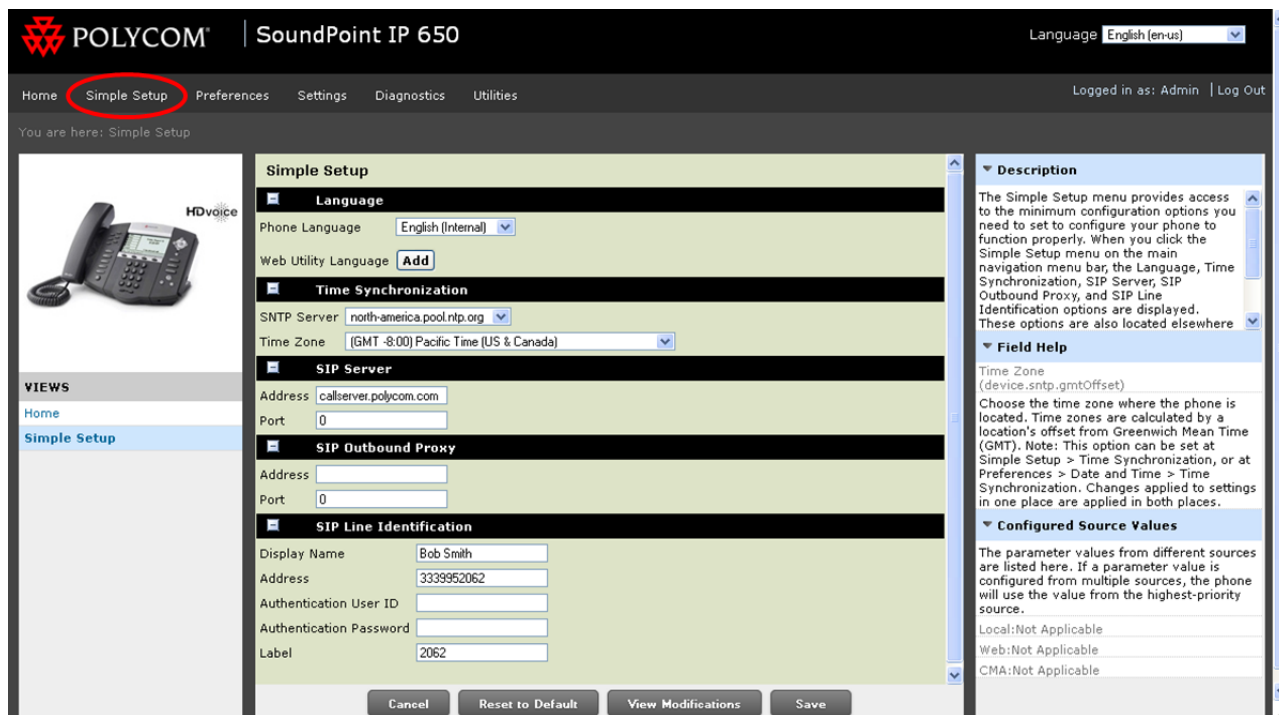 POLYCOM
SoundPoint IP 650
Language English (en-us)
Home Simple Setup Preferences Settings Diagnostics Utilities
Logged in as: Admin | Log Out
You are here: Simple Setup
HDvoice
VIEWS
Home
Simple Setup
Simple Setup
Language
Phone Language English (Internal)
Web Utility Language Add
Time Synchronization
SNTP Server north-america.pool.ntp.org
Time Zone (GMT -8:00) Pacific Time (US & Canada)
SIP Server
Address callserver.polycom.com
Port 0
SIP Outbound Proxy
Address
Port 0
SIP Line Identification
Display Name Bob Smith
Address 3339952062
Authentication User ID
Authentication Password
Label 2062
Cancel Reset to Default View Modifications Save
Description
The Simple Setup menu provides access
to the minimum configuration options you
need to set to configure your phone to
function properly. When you click the
Simple Setup menu on the main
navigation menu bar, the Language, Time
Synchronization, SIP Server, SIP
Outbound Proxy, and SIP Line
Identification options are displayed.
These options are also located elsewhere
Field Help
Time Zone
(device.sntp.gmtOffset)
Choose the time zone where the phone is
located. Time zones are calculated by a
location's offset from Greenwich Mean Time
(GMT). Note: This option can be set at
Simple Setup > Time Synchronization, or at
Preferences > Date and Time > Time
Synchronization. Changes applied to settings
in one place are applied in both places.
Configured Source Values
The parameter values from different sources
are listed here. If a parameter value is
configured from multiple sources, the phone
will use the value from the highest-priority
source.
Local:Not Applicable
Web:Not Applicable
CMA:Not Applicable